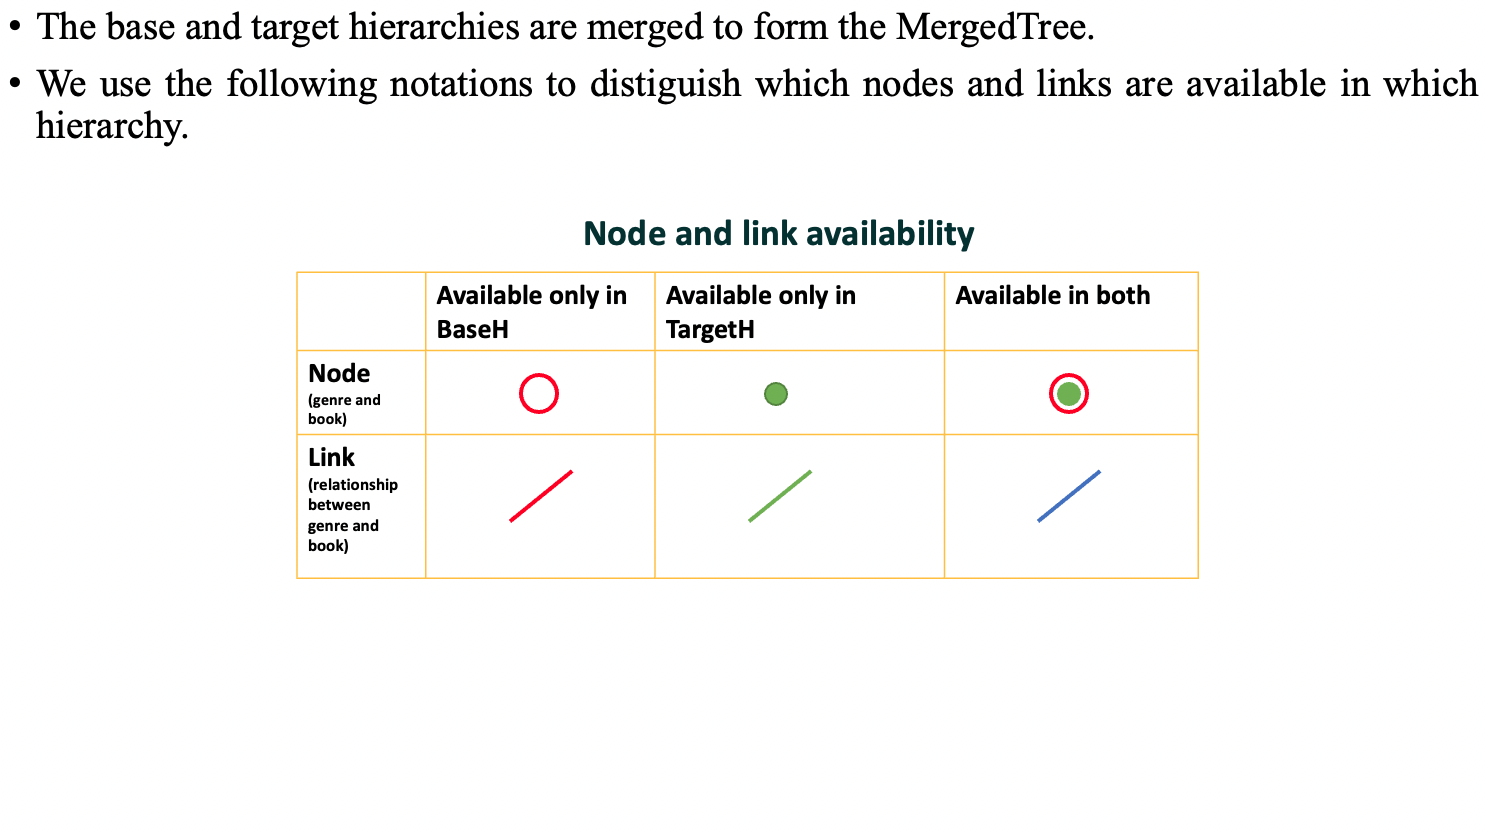 • The base and target hierarchies are merged to form the MergedTree.
• We use the following notations to distiguish which nodes and links are available in which
hierarchy.
Node and link availability
Available only in
BaseH
Available only in
TargetH
Available in both
Node
(genre and
book)
Link
(relationship
between
genre and
book)